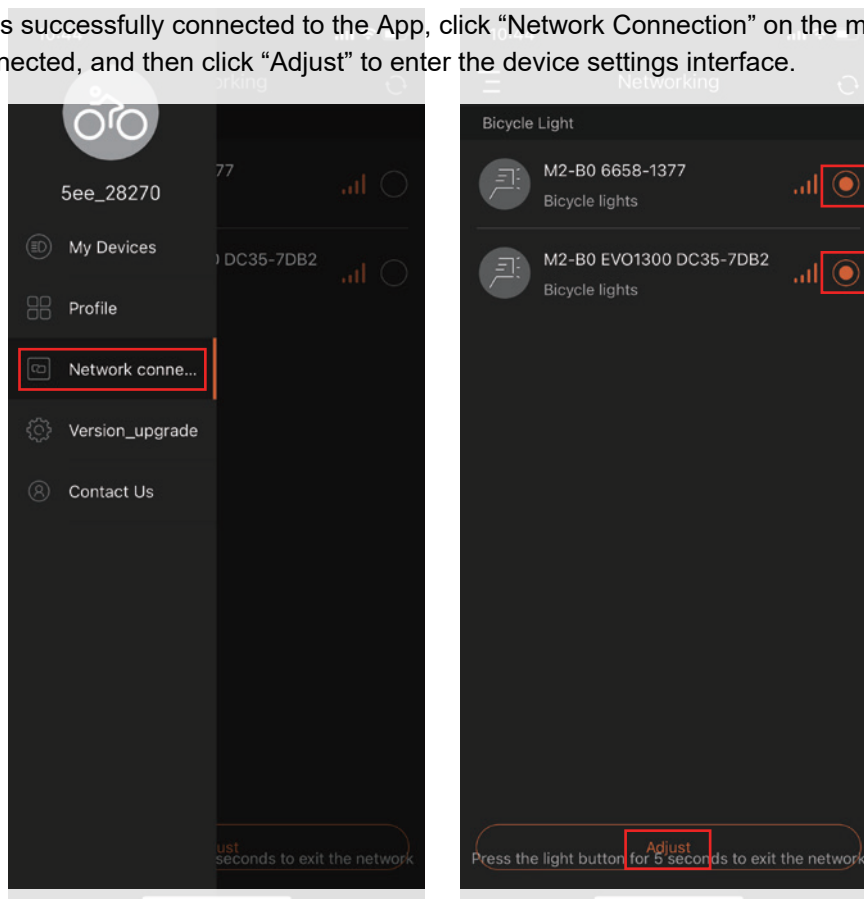 s successfully connected to the App, click “Network Connection” on the m
nected, and then click “Adjust” to enter the device settings interface.
5ee_28270
My Devices
Profile
Network conne...
Version_upgrade
Contact Us
77
DC35-7DB2
ust
seconds to exit the network
10:44
Networking
Bicycle Light
M2-B0 6658-1377
Bicycle lights
M2-B0 EVO1300 DC35-7DB2
Bicycle lights
Adjust
Press the light button for 5 seconds to exit the network